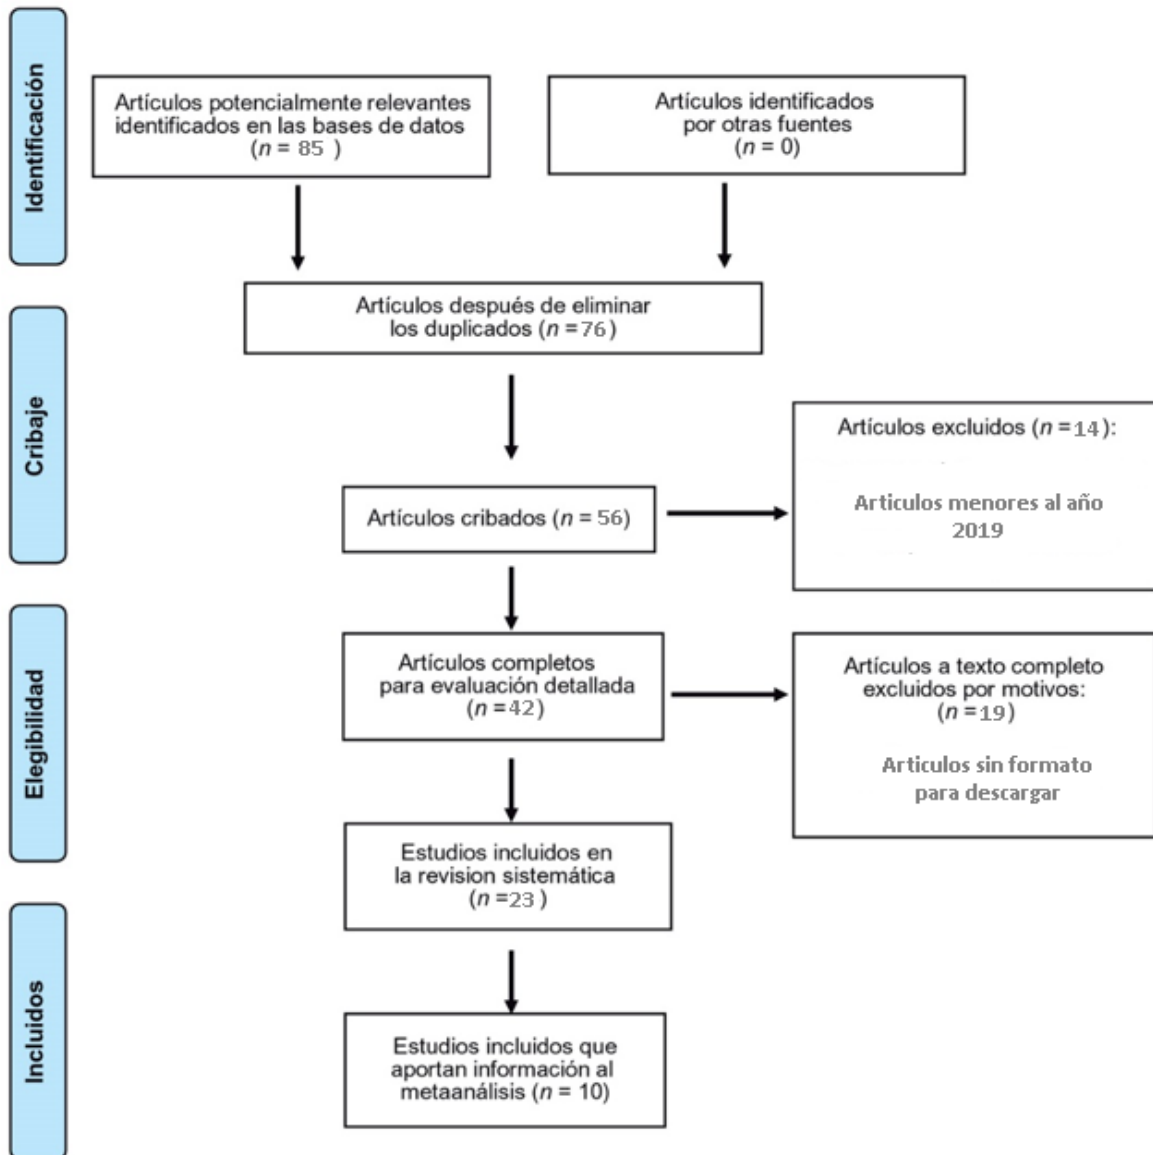 Identificación
Artículos potencialmente relevantes
identificados en las bases de datos
(n = 85 )
Artículos identificados
por otras fuentes
(n = 0)
Cribaje
Artículos después de eliminar
los duplicados (n =76)
Artículos cribados (n = 56)
Artículos excluidos (n =14):
Articulos menores al año
2019
Elegibilidad
Artículos completos
para evaluación detallada
(n =42)
Artículos a texto completo
excluidos por motivos:
(n =19)
Articulos sin formato
para descargar
Estudios incluidos en
la revision sistemática
(n =23 )
Incluidos
Estudios incluidos que
aportan información al
metaanálisis (n = 10)